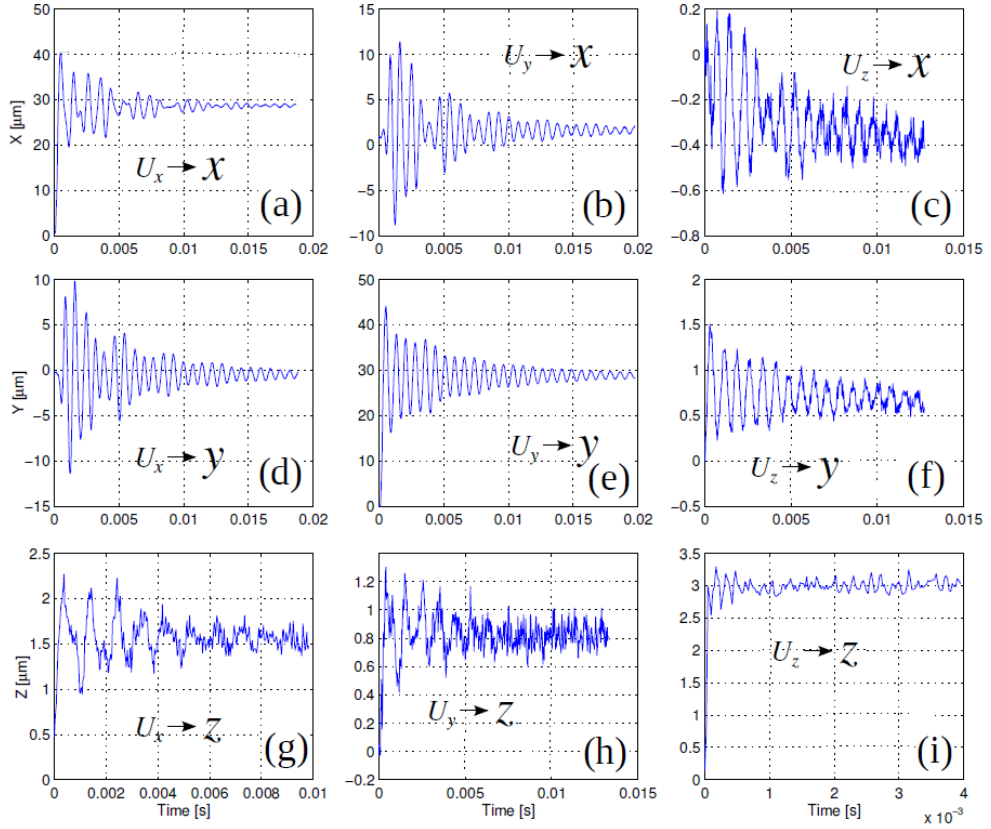 50
40
30
20
10
0
X [µm]
U_x → x
(a)
0 0.005 0.01 0.015 0.02
15
10
5
0
−5
−10
U_y → x
(b)
0 0.005 0.01 0.015 0.02
0.2
0
−0.2
−0.4
−0.6
−0.8
U_z → x
(c)
0 0.005 0.01 0.015
10
5
0
−5
−10
−15
Y [µm]
U_x → y
(d)
0 0.005 0.01 0.015 0.02
50
40
30
20
10
0
U_y → y
(e)
0 0.005 0.01 0.015 0.02
2
1.5
1
0.5
0
−0.5
U_z → y
(f)
0 0.005 0.01 0.015
2.5
2
1.5
1
0.5
0
Z [µm]
U_x → z
(g)
0 0.002 0.004 0.006 0.008 0.01
Time [s]
1.2
1
0.8
0.6
0.4
0.2
0
−0.2
U_y → z
(h)
0 0.005 0.01 0.015
Time [s]
3.5
3
2.5
2
1.5
1
0.5
0
U_z → z
(i)
0 1 2 3 4
Time [s]
x 10⁻³